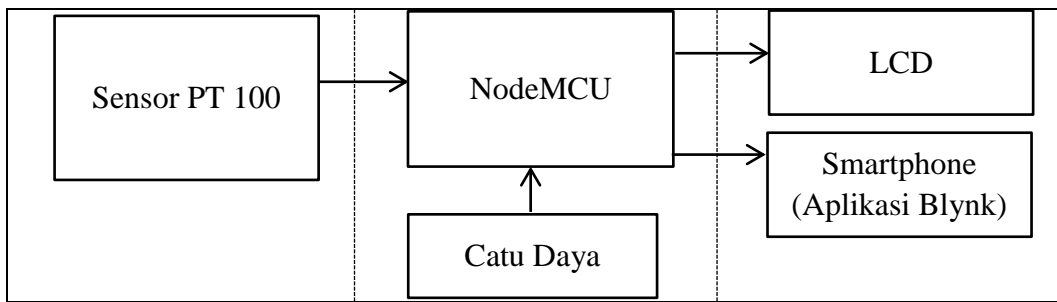 Sensor PT 100
NodeMCU
Catu Daya
LCD
Smartphone
(Aplikasi Blynk)